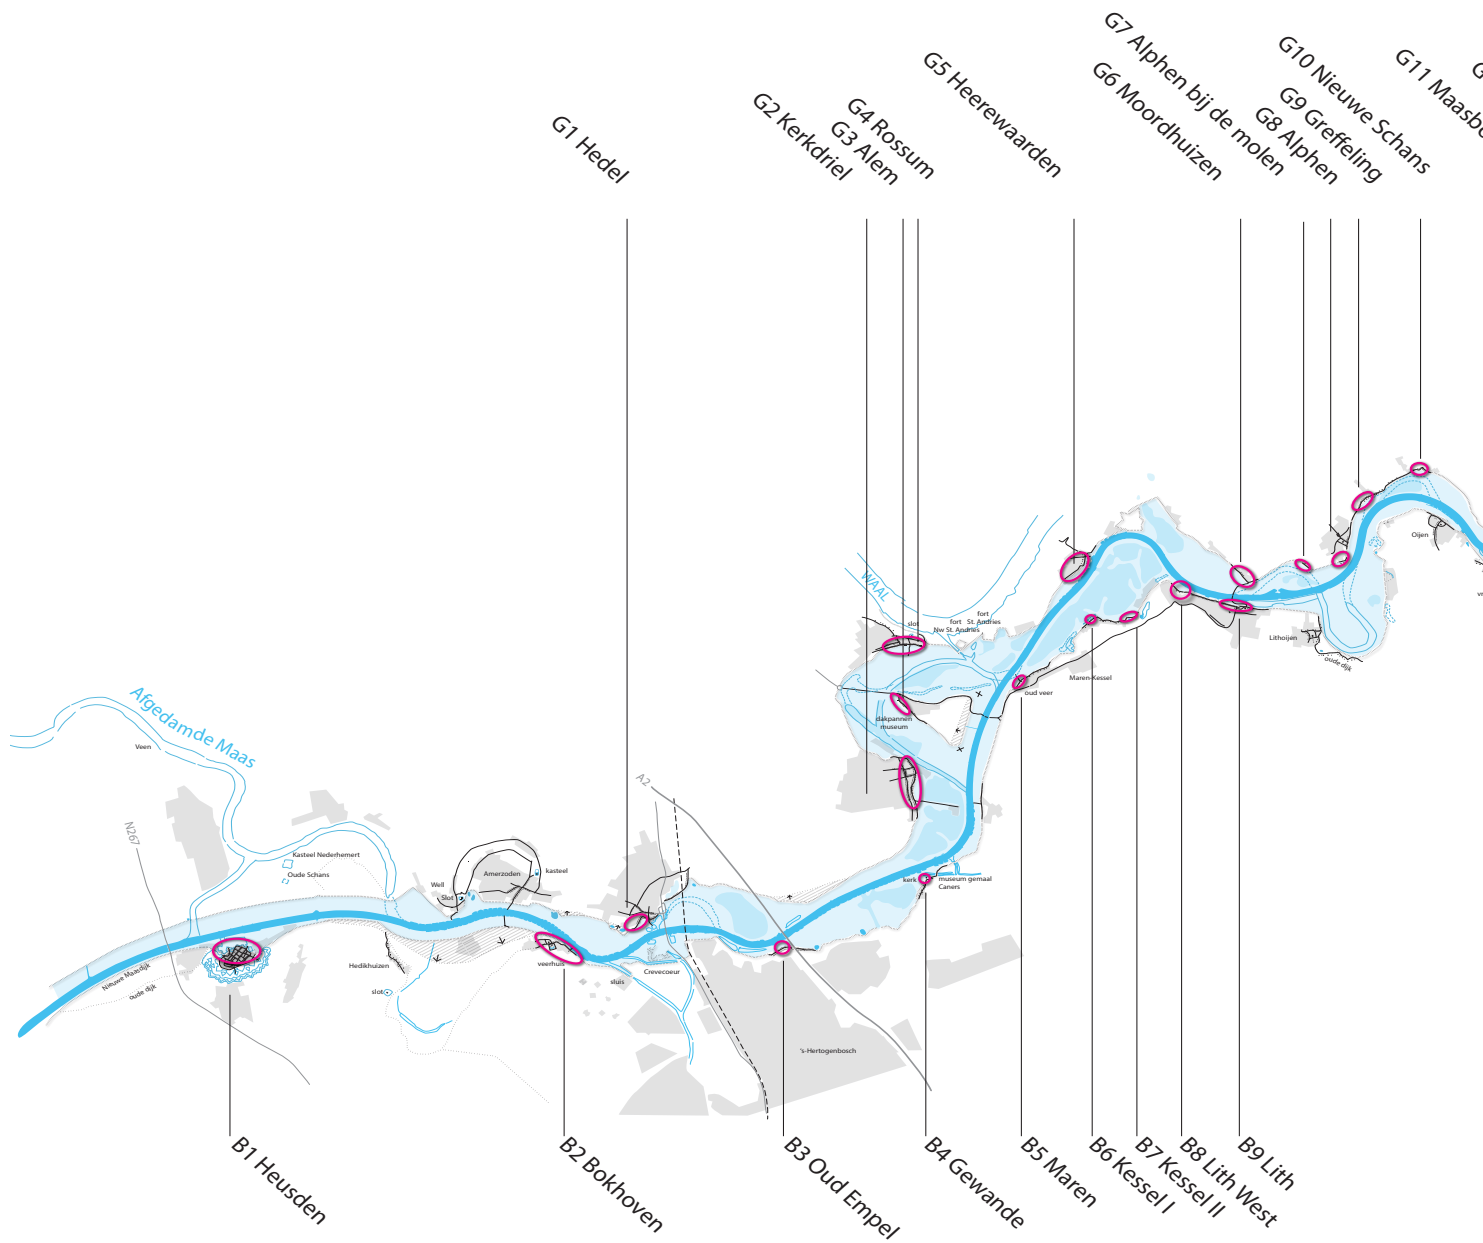 G1 Hedel
G2 Kerkdriel
G3 Alem
G4 Rossum
G5 Heerewaarden
G6 Moordhuizen
G7 Alphen bij de molen
G8 Alphen
G9 Greffeling
G10 Nieuwe Schans
G11 Maasbo
G
WAAL
slot
fort
Nw St. Andries
fort
St. Andries
Oijen
Lithoijen
oude dijk
Maren-Kessel
oud veer
dakpannen
museum
Afgedamde Maas
Veen
N267
A2
Kasteel Nederhemert
Oude Schans
Well
Slot
Amerzoden
kasteel
kerk
museum gemaal
Caners
Nieuwe Maasdijk
oude dijk
Hedikhuizen
slot
veerhuis
sluis
Crevecoeur
's-Hertogenbosch
B1 Heusden
B2 Bokhoven
B3 Oud Empel
B4 Gewande
B5 Maren
B6 Kessel I
B7 Kessel II
B8 Lith West
B9 Lith